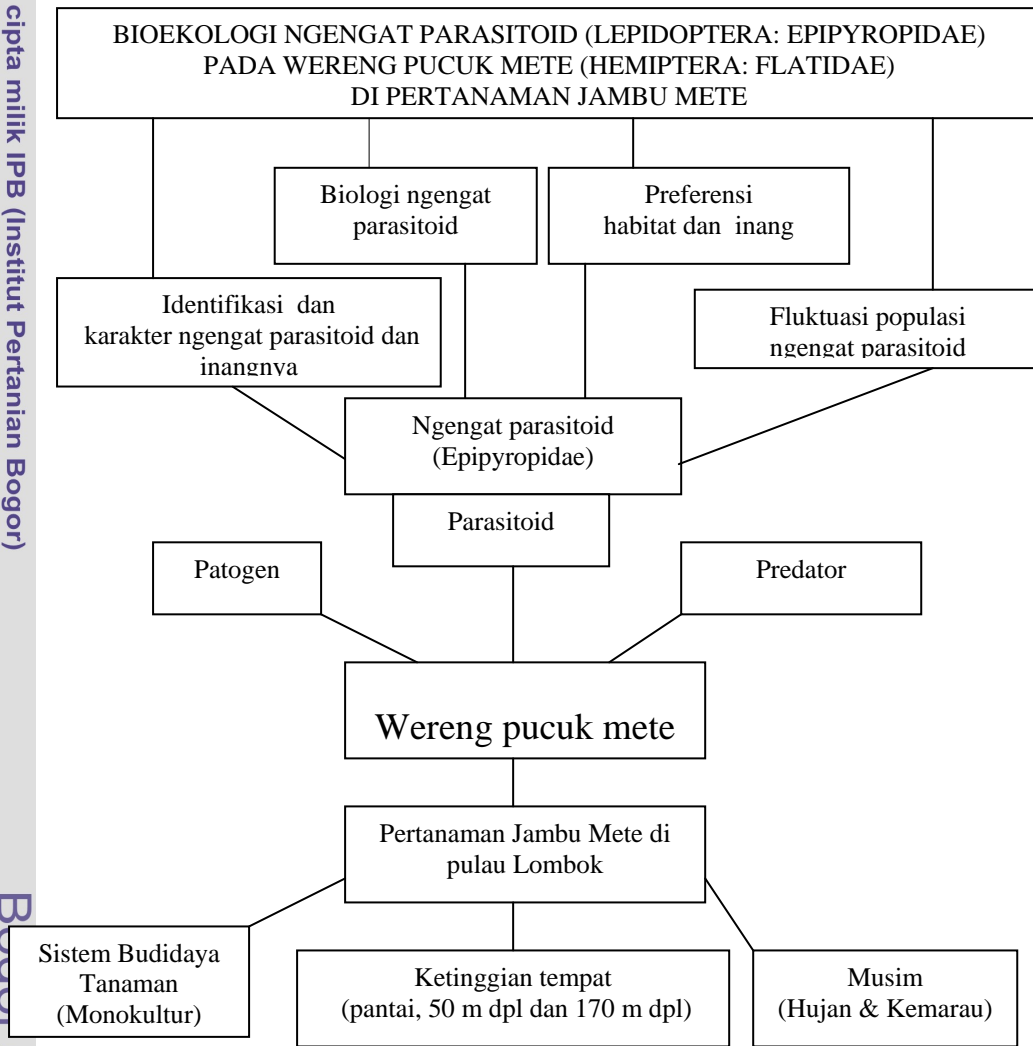 BIOEKOLOGI NGENGAT PARASITOID (LEPIDOPTERA: EPIPYROPIDAE)
PADA WERENG PUCUK METE (HEMIPTERA: FLATIDAE)
DI PERTANAMAN JAMBU METE
Biologi ngengat
parasitoid
Preferensi
habitat dan inang
Identifikasi dan
karakter ngengat parasitoid dan
inangnya
Fluktuasi populasi
ngengat parasitoid
Ngengat parasitoid
(Epipyropidae)
Parasitoid
Patogen
Predator
Wereng pucuk mete
Pertanaman Jambu Mete di
pulau Lombok
Sistem Budidaya
Tanaman
(Monokultur)
Ketinggian tempat
(pantai, 50 m dpl dan 170 m dpl)
Musim
(Hujan & Kemarau)
cipta milik IPB (Institut Pertanian Bogor)